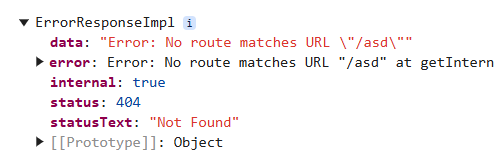 ErrorResponseImpl i
data: "Error: No route matches URL \"/asd\""
error: Error: No route matches URL "/asd" at getIntern
internal: true
status: 404
statusText: "Not Found"
[[Prototype]]: Object